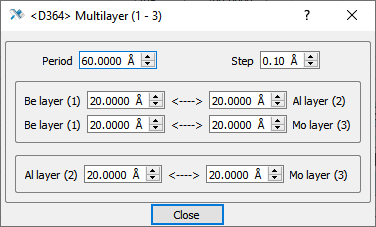 <D364> Multilayer (1 - 3) ? ×
Period 60.0000 Å Step 0.10 Å
Be layer (1) 20.0000 Å <----> 20.0000 Å Al layer (2)
Be layer (1) 20.0000 Å <----> 20.0000 Å Mo layer (3)
Al layer (2) 20.0000 Å <----> 20.0000 Å Mo layer (3)
Close